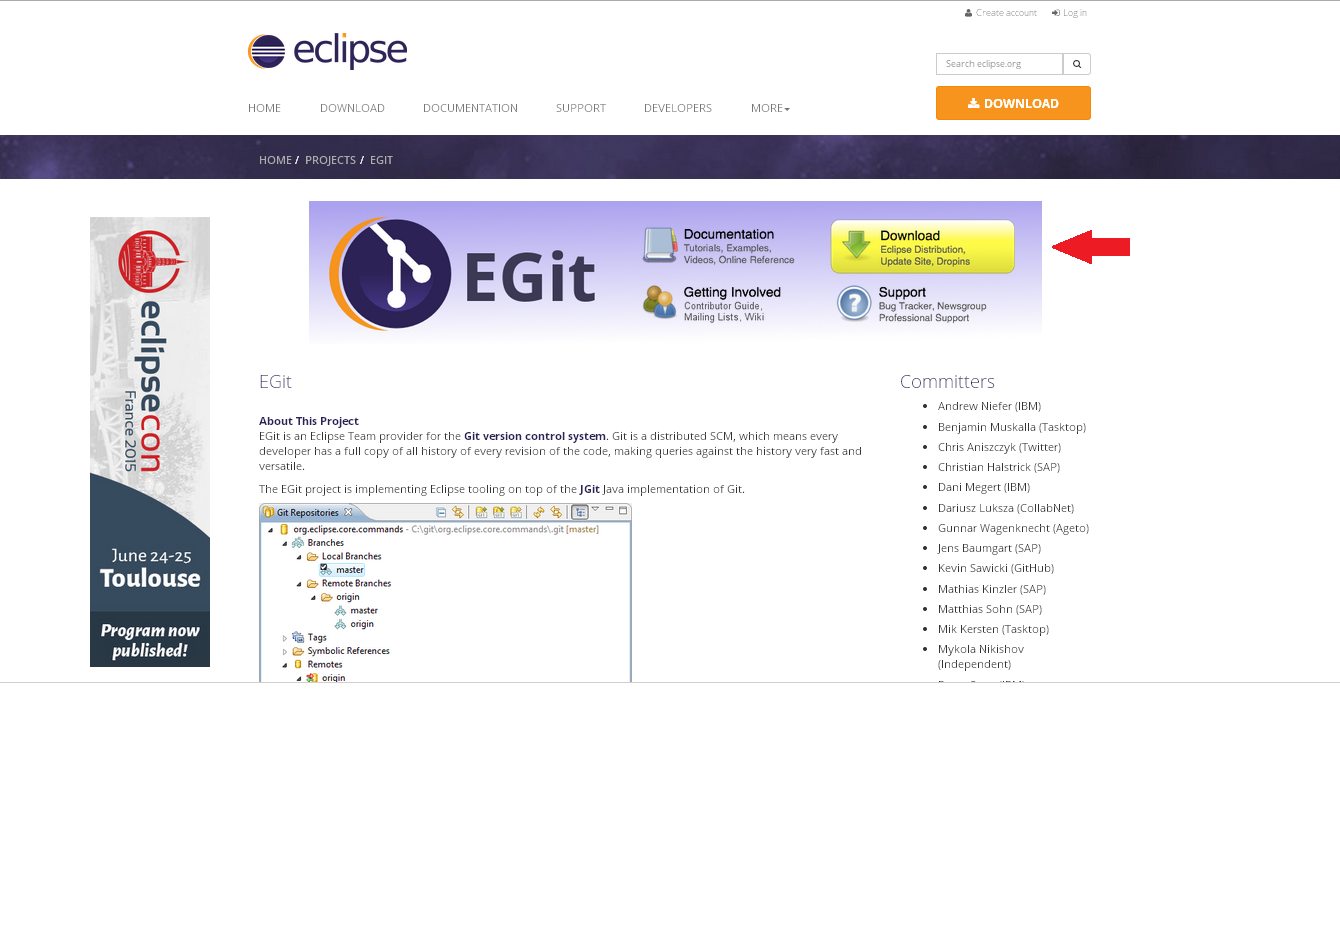 Create account Log in
eclipse
Search eclipse.org
HOME DOWNLOAD DOCUMENTATION SUPPORT DEVELOPERS MORE
DOWNLOAD
HOME / PROJECTS / EGIT
EGit
Documentation
Tutorials, Examples,
Videos, Online Reference
Download
Eclipse Distribution,
Update Site, Dropins
Getting Involved
Contributor Guide,
Mailing Lists, Wiki
Support
Bug Tracker, Newsgroup
Professional Support
eclipsecon
France 2015
June 24-25
Toulouse
Program now
published!
EGit
About This Project
EGit is an Eclipse Team provider for the Git version control system. Git is a distributed SCM, which means every
developer has a full copy of all history of every revision of the code, making queries against the history very fast and
versatile.
The EGit project is implementing Eclipse tooling on top of the JGit Java implementation of Git.
Git Repositories
org.eclipse.core.commands - C:\git\org.eclipse.core.commands\.git [master]
Branches
Local Branches
master
Remote Branches
origin
master
origin
Tags
Symbolic References
Remotes
origin
Committers
Andrew Niefer (IBM)
Benjamin Muskalla (Tasktop)
Chris Aniszczyk (Twitter)
Christian Halstrick (SAP)
Dani Megert (IBM)
Dariusz Luksza (CollabNet)
Gunnar Wagenknecht (Ageto)
Jens Baumgart (SAP)
Kevin Sawicki (GitHub)
Mathias Kinzler (SAP)
Matthias Sohn (SAP)
Mik Kersten (Tasktop)
Mykola Nikishov
(Independent)